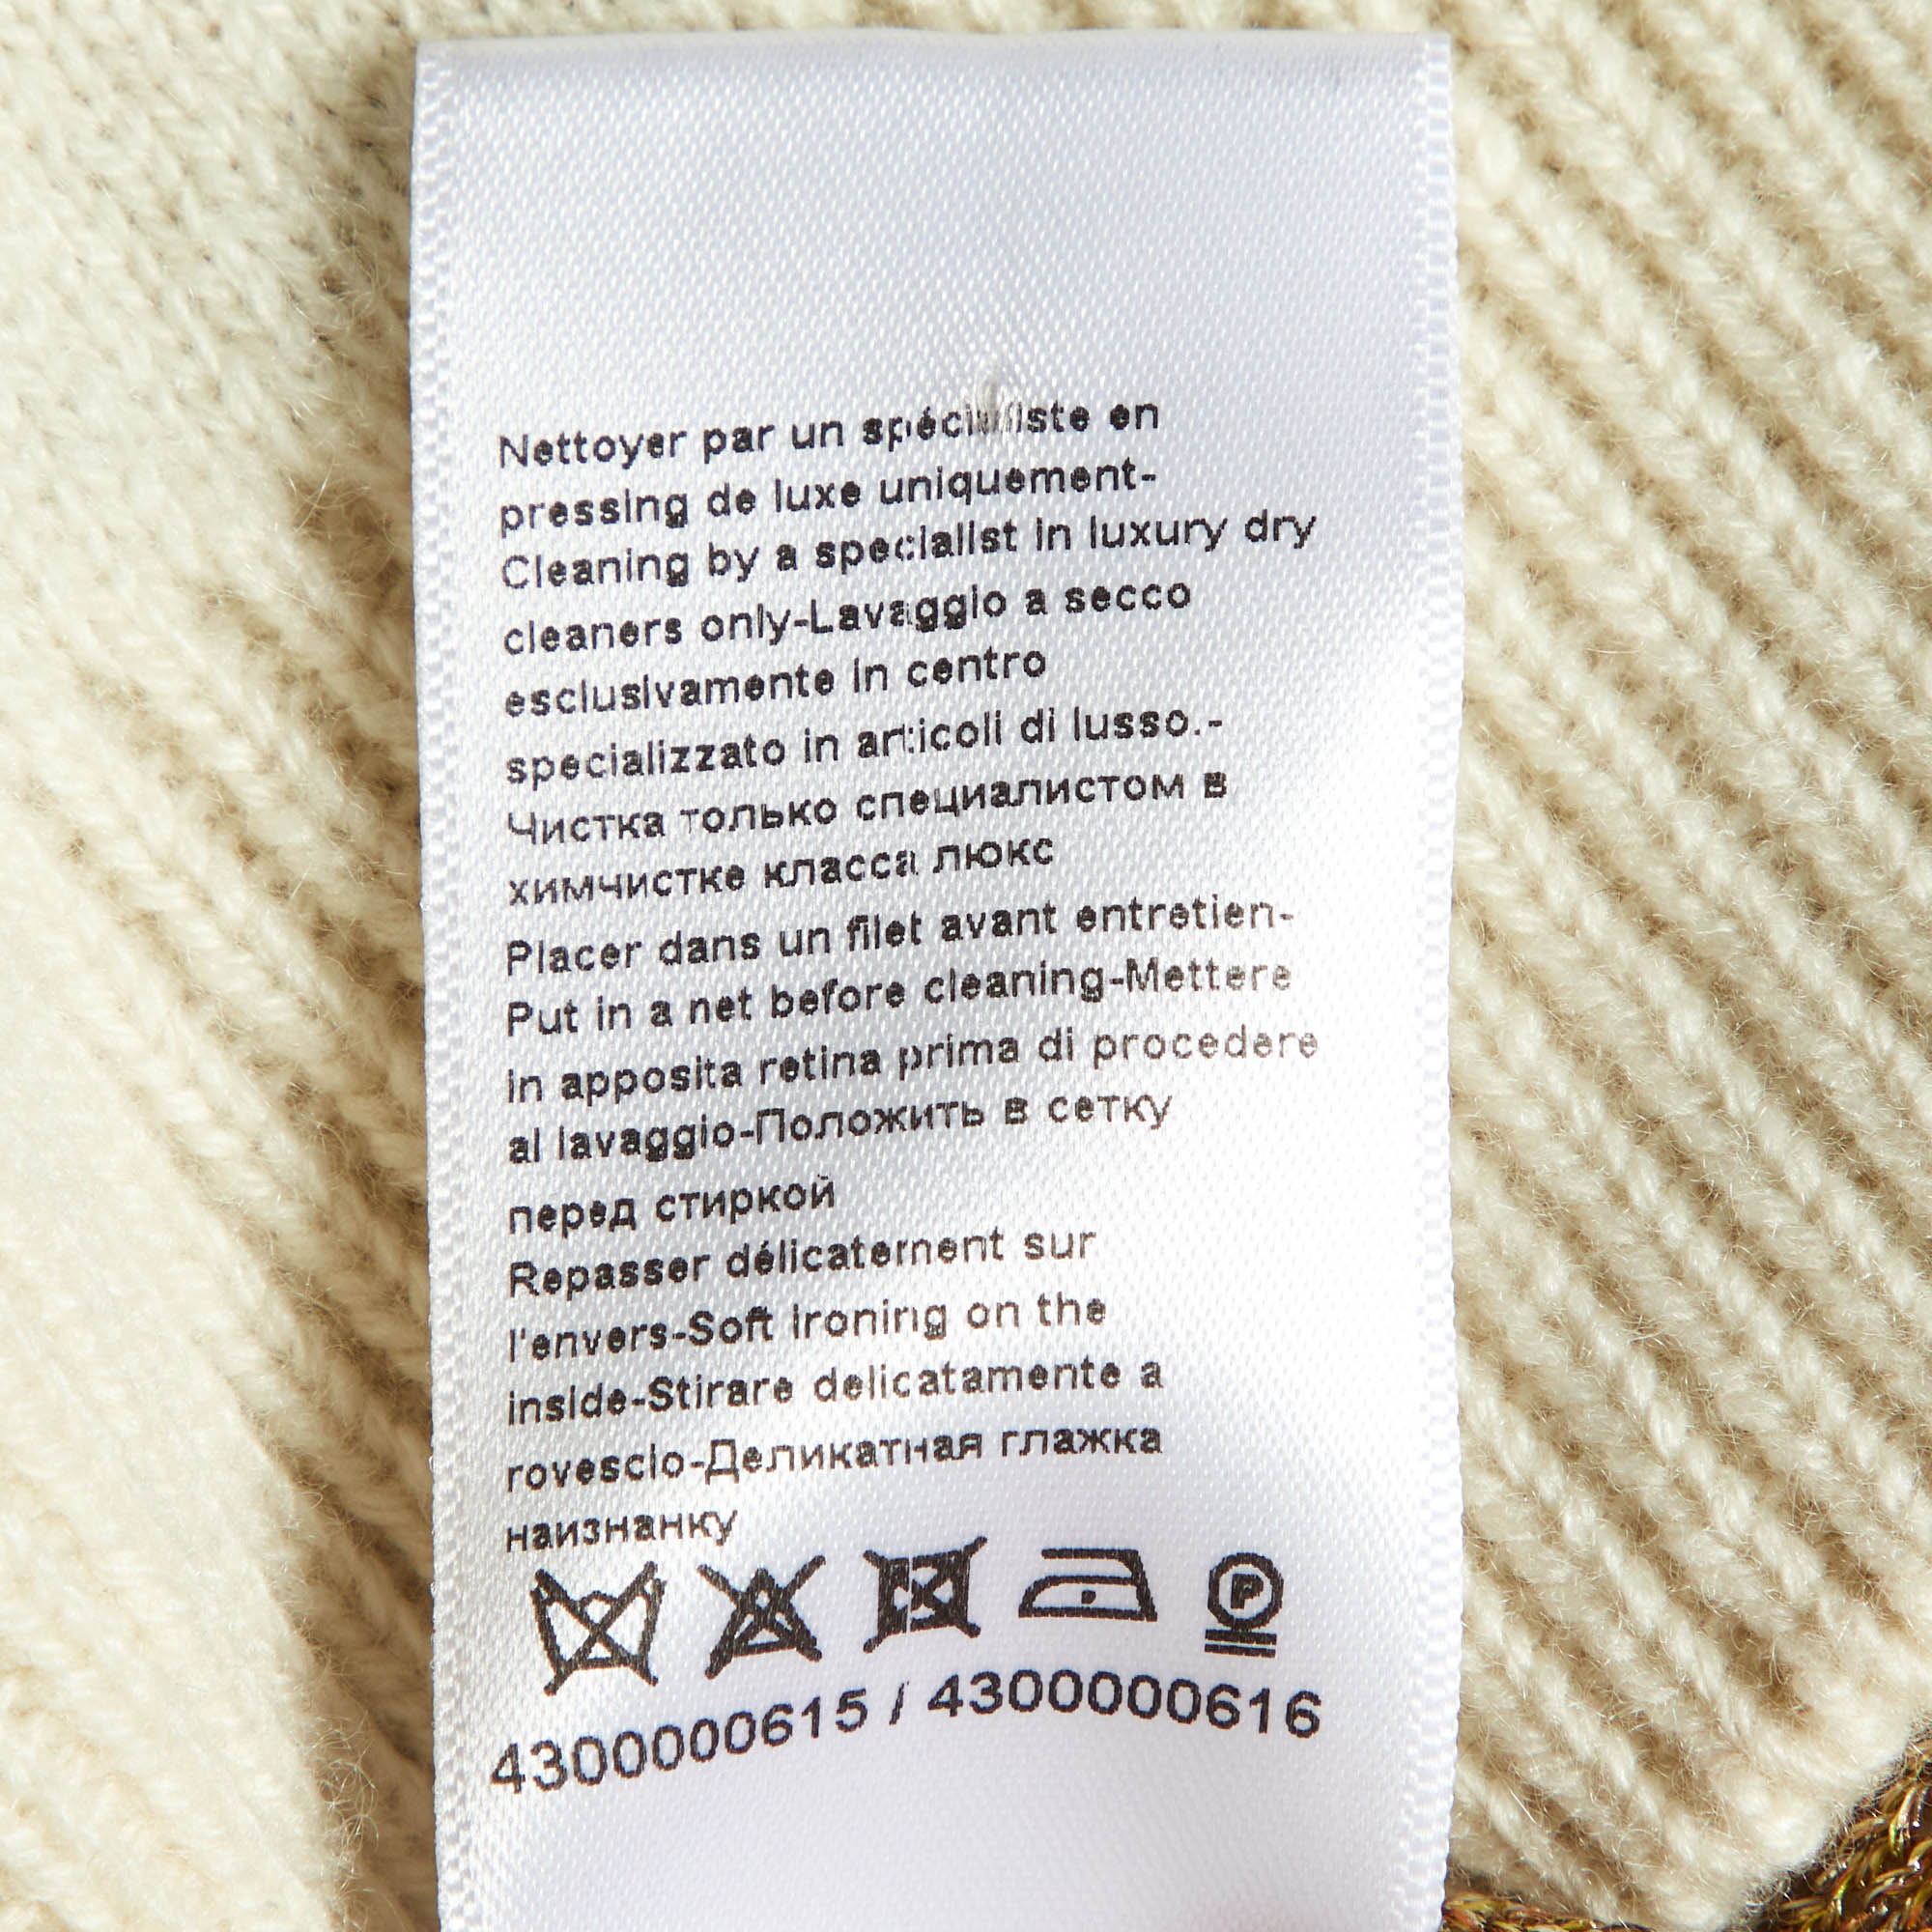 Nettoyer par un spécialiste en
pressing de luxe uniquement-
Cleaning by a specialist in luxury dry
cleaners only-Lavaggio a secco
esclusivamente in centro
specializzato in articoli di lusso.-
Чистка только специалистом в
химчистке класса люкс
Placer dans un filet avant entretien-
Put in a net before cleaning-Mettere
in apposita retina prima di procedere
al lavaggio-Положить в сетку
перед стиркой
Repasser délicatement sur
l'envers-Soft ironing on the
inside-Stirare delicatamente a
rovescio-Деликатная глажка
наизнанку
P
4300000615 / 4300000616